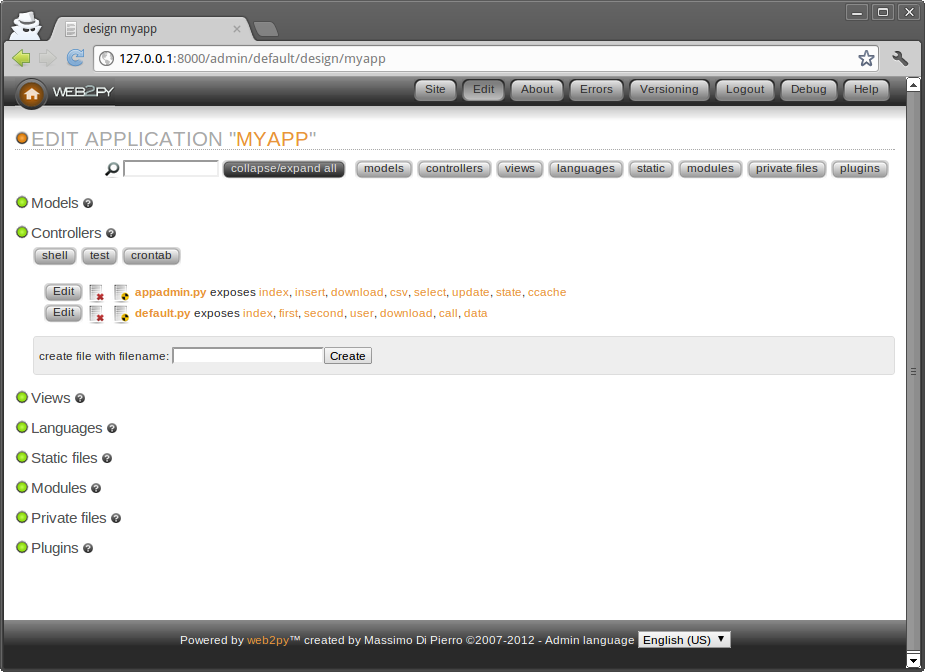 design myapp
127.0.0.1:8000/admin/default/design/myapp
WEB2PY Site Edit About Errors Versioning Logout Debug Help
EDIT APPLICATION "MYAPP"
collapse/expand all models controllers views languages static modules private files plugins
Models ?
Controllers ?
shell test crontab
Edit appadmin.py exposes index, insert, download, csv, select, update, state, ccache
Edit default.py exposes index, first, second, user, download, call, data
create file with filename: Create
Views ?
Languages ?
Static files ?
Modules ?
Private files ?
Plugins ?
Powered by web2py™ created by Massimo Di Pierro ©2007-2012 - Admin language English (US)